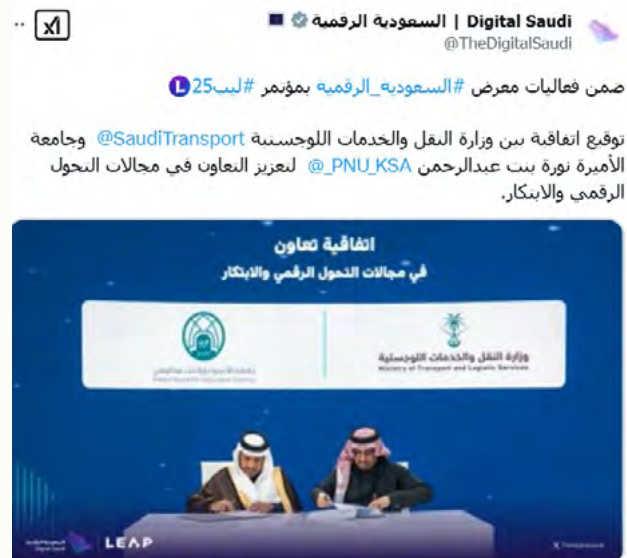 Digital Saudi | السعودية الرقمية
@TheDigitalSaudi
ضمن فعاليات معرض #السعودية_الرقمية بمؤتمر #ليب25
توقيع اتفاقية بين وزارة النقل والخدمات اللوجستية @SaudiTransport وجامعة
الأميرة نورة بنت عبدالرحمن @_PNU_KSA لتعزيز التعاون في مجالات التحول
الرقمي والابتكار.
اتفاقية تعاون
في مجالات التحول الرقمي والابتكار
وزارة النقل والخدمات اللوجستية
Ministry of Transport and Logistic Services
LEAP